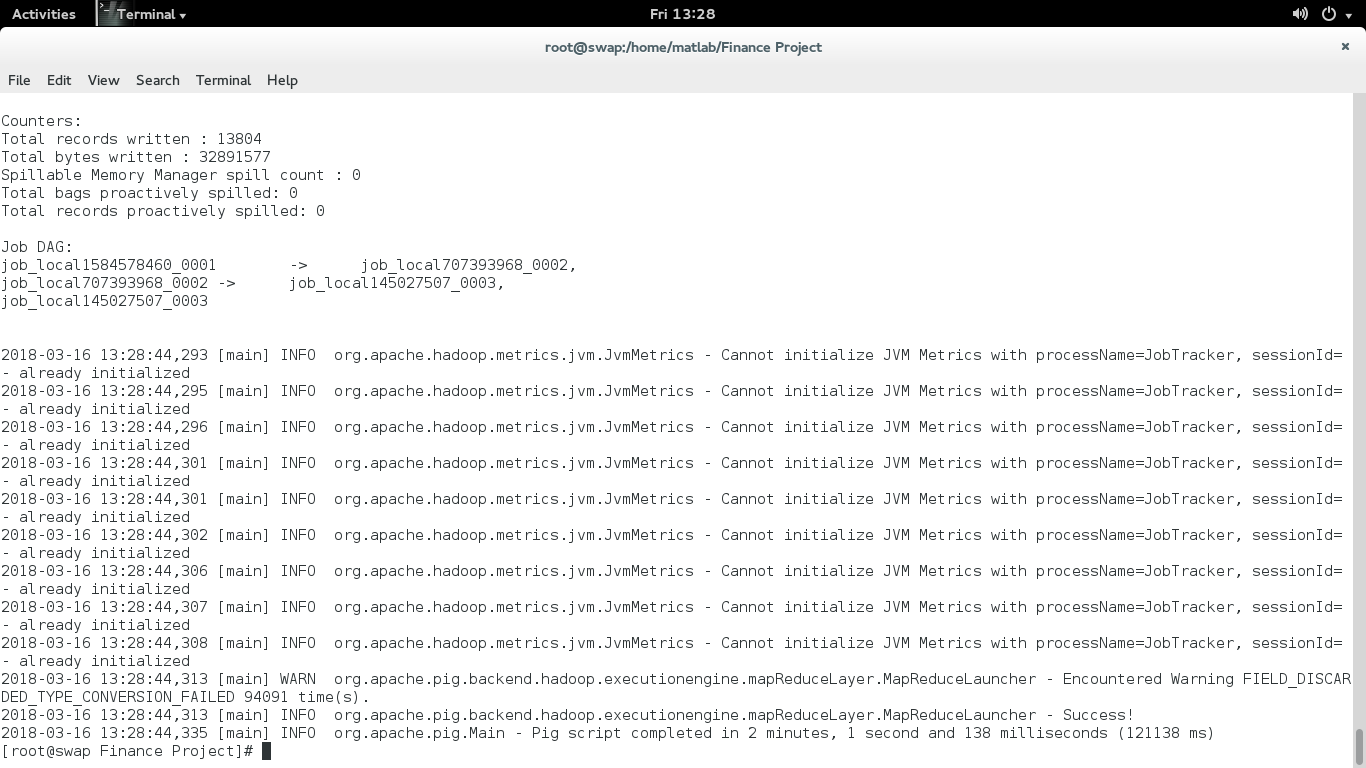 Activities Terminal Fri 13:28
root@swap:/home/matlab/Finance Project ×
File Edit View Search Terminal Help
Counters:
Total records written : 13804
Total bytes written : 32891577
Spillable Memory Manager spill count : 0
Total bags proactively spilled: 0
Total records proactively spilled: 0
Job DAG:
job_local1584578460_0001 -> job_local707393968_0002,
job_local707393968_0002 -> job_local145027507_0003,
job_local145027507_0003
2018-03-16 13:28:44,293 [main] INFO org.apache.hadoop.metrics.jvm.JvmMetrics - Cannot initialize JVM Metrics with processName=JobTracker, sessionId=
- already initialized
2018-03-16 13:28:44,295 [main] INFO org.apache.hadoop.metrics.jvm.JvmMetrics - Cannot initialize JVM Metrics with processName=JobTracker, sessionId=
- already initialized
2018-03-16 13:28:44,296 [main] INFO org.apache.hadoop.metrics.jvm.JvmMetrics - Cannot initialize JVM Metrics with processName=JobTracker, sessionId=
- already initialized
2018-03-16 13:28:44,301 [main] INFO org.apache.hadoop.metrics.jvm.JvmMetrics - Cannot initialize JVM Metrics with processName=JobTracker, sessionId=
- already initialized
2018-03-16 13:28:44,301 [main] INFO org.apache.hadoop.metrics.jvm.JvmMetrics - Cannot initialize JVM Metrics with processName=JobTracker, sessionId=
- already initialized
2018-03-16 13:28:44,302 [main] INFO org.apache.hadoop.metrics.jvm.JvmMetrics - Cannot initialize JVM Metrics with processName=JobTracker, sessionId=
- already initialized
2018-03-16 13:28:44,306 [main] INFO org.apache.hadoop.metrics.jvm.JvmMetrics - Cannot initialize JVM Metrics with processName=JobTracker, sessionId=
- already initialized
2018-03-16 13:28:44,307 [main] INFO org.apache.hadoop.metrics.jvm.JvmMetrics - Cannot initialize JVM Metrics with processName=JobTracker, sessionId=
- already initialized
2018-03-16 13:28:44,308 [main] INFO org.apache.hadoop.metrics.jvm.JvmMetrics - Cannot initialize JVM Metrics with processName=JobTracker, sessionId=
- already initialized
2018-03-16 13:28:44,313 [main] WARN org.apache.pig.backend.hadoop.executionengine.mapReduceLayer.MapReduceLauncher - Encountered Warning FIELD_DISCAR
DED_TYPE_CONVERSION_FAILED 94091 time(s).
2018-03-16 13:28:44,313 [main] INFO org.apache.pig.backend.hadoop.executionengine.mapReduceLayer.MapReduceLauncher - Success!
2018-03-16 13:28:44,335 [main] INFO org.apache.pig.Main - Pig script completed in 2 minutes, 1 second and 138 milliseconds (121138 ms)
[root@swap Finance Project]#